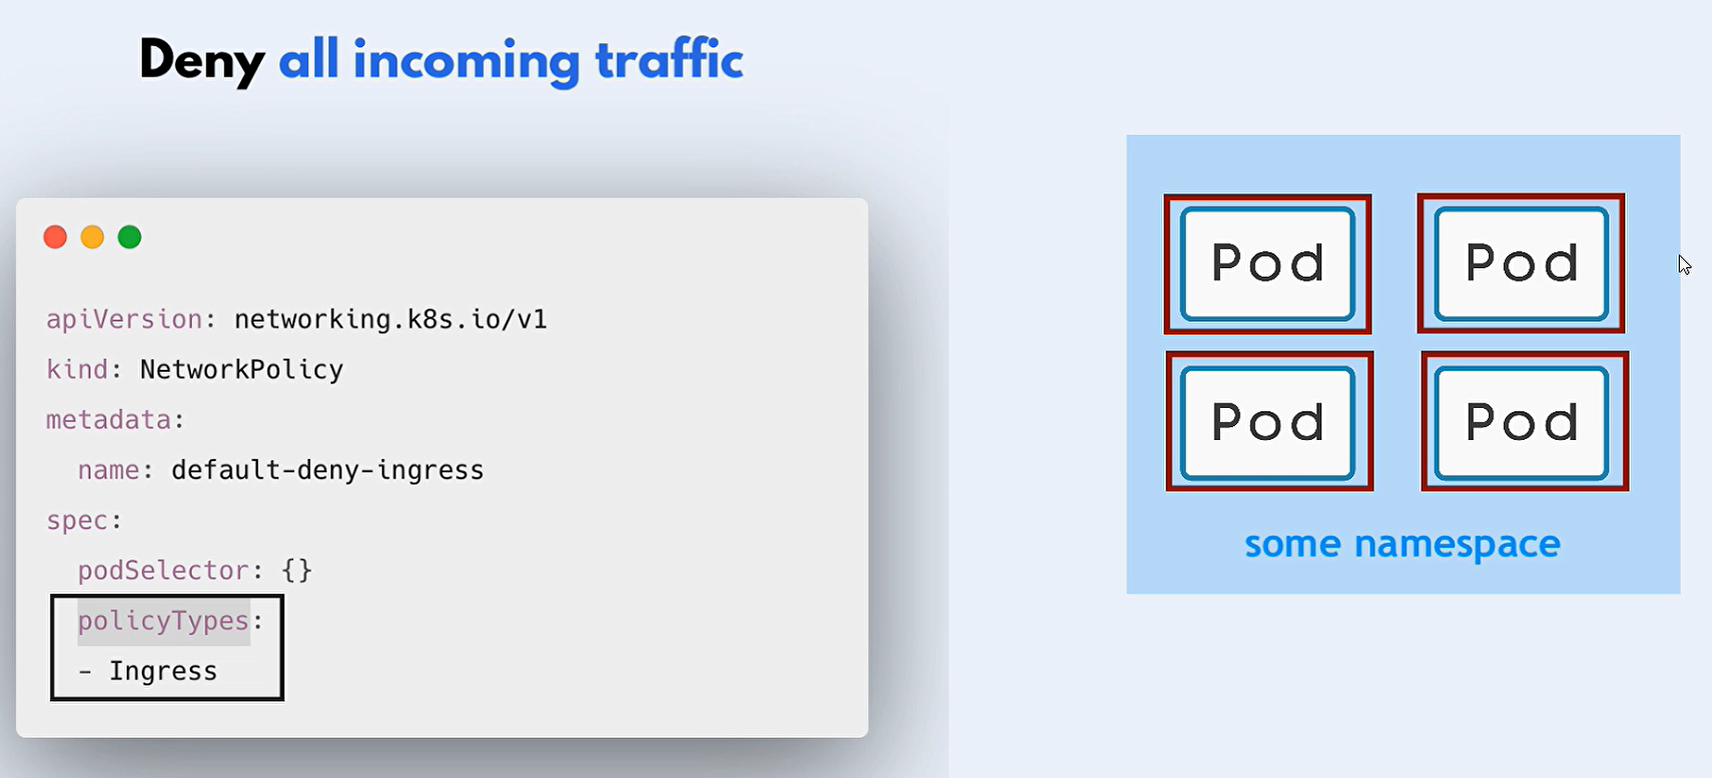 Deny all incoming traffic
apiVersion: networking.k8s.io/v1
kind: NetworkPolicy
metadata:
  name: default-deny-ingress
spec:
  podSelector: {}
  policyTypes:
  - Ingress
Pod Pod
Pod Pod
some namespace